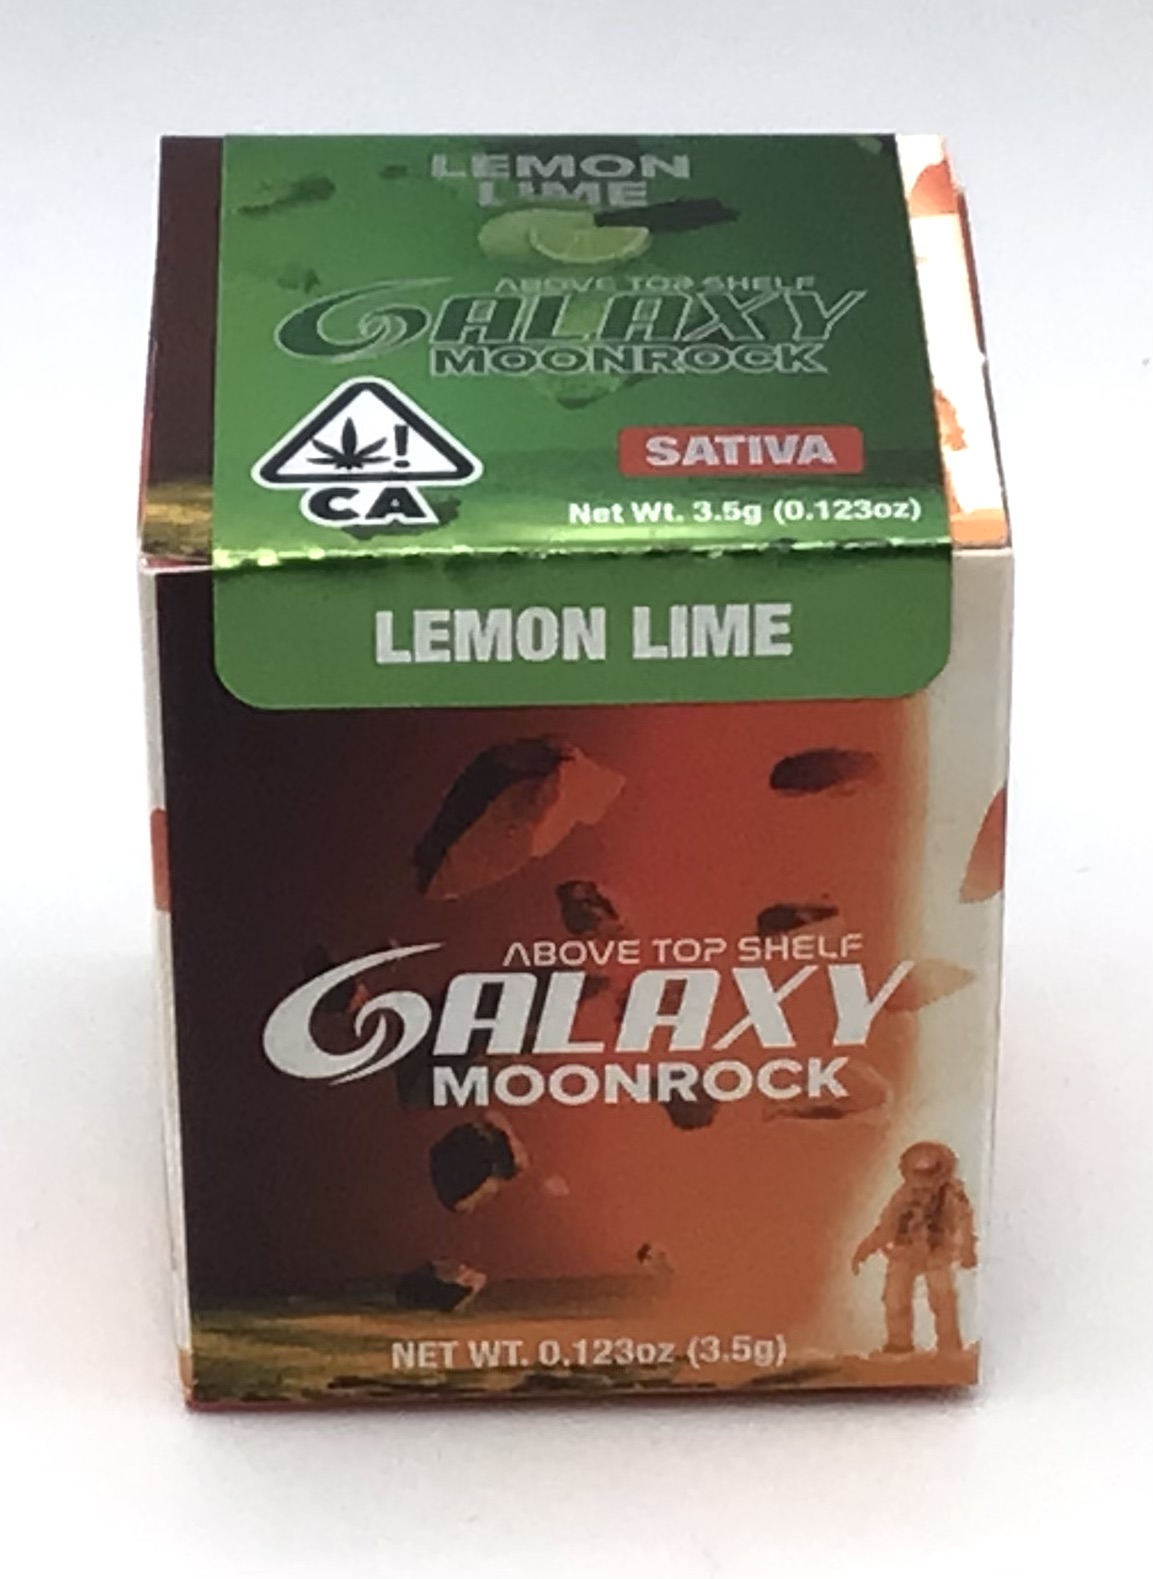 LEMON
LIME
ABOVE TOP SHELF
GALAXY
MOONROCK
!
CA
SATIVA
Net Wt. 3.5g (0.123oz)
LEMON LIME
ABOVE TOP SHELF
GALAXY
MOONROCK
NET WT. 0.123oz (3.5g)